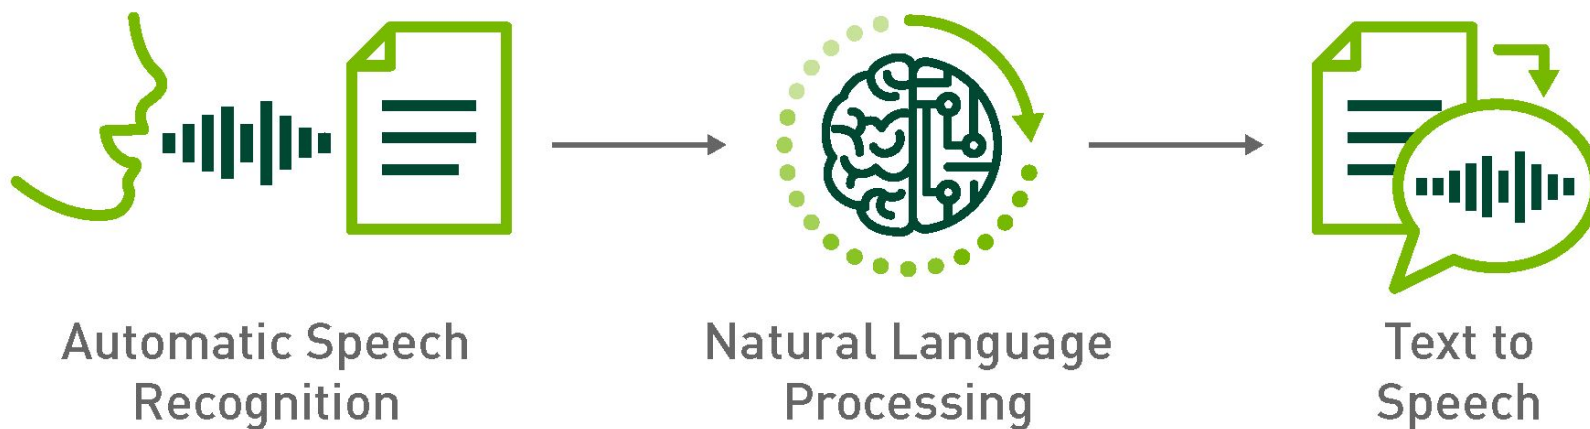 Automatic Speech
Recognition
Natural Language
Processing
Text to
Speech